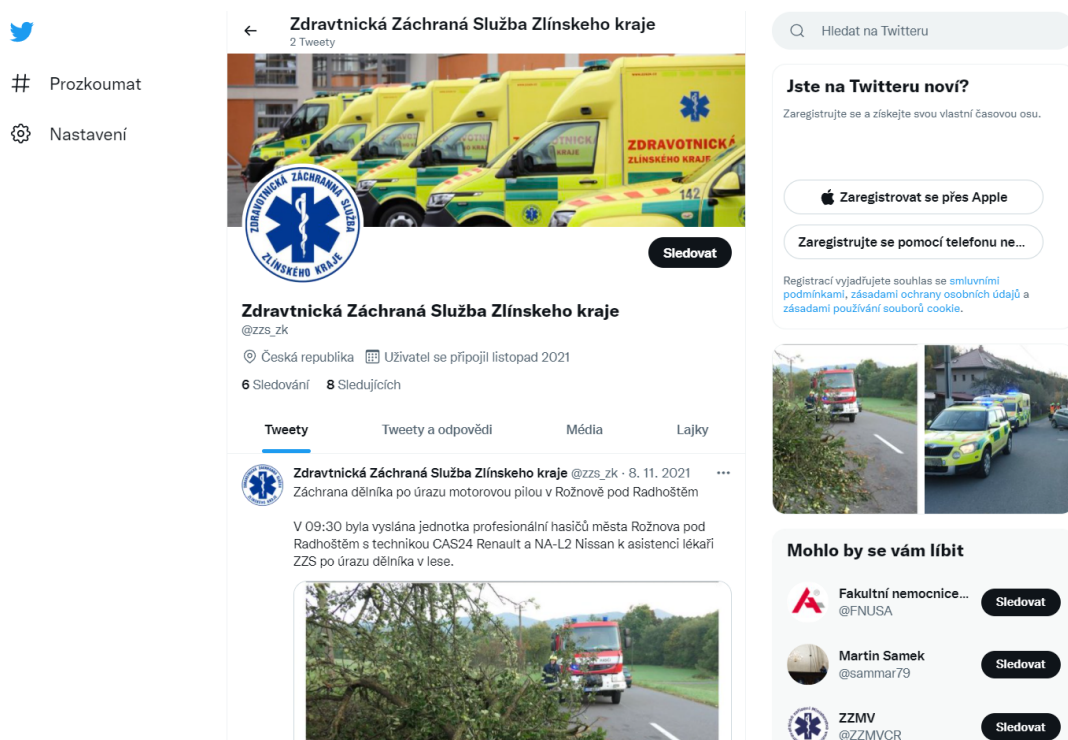 Zdravtnická Záchraná Služba Zlínskeho kraje
2 Tweety
Prozkoumat
Nastavení
ZDRAVOTNICKÁ
ZLÍNSKÉHO KRAJE
142
ZDRAVOTNICKÁ ZÁCHRANNÁ SLUŽBA
ZLÍNSKÉHO KRAJE
Sledovat
Zdravtnická Záchraná Služba Zlínskeho kraje
@zzs_zk
Česká republika Uživatel se připojil listopad 2021
6 Sledování 8 Sledujících
Tweety Tweety a odpovědi Média Lajky
Zdravtnická Záchraná Služba Zlínskeho kraje @zzs_zk · 8. 11. 2021
Záchrana dělníka po úrazu motorovou pilou v Rožnově pod Radhoštěm
V 09:30 byla vyslána jednotka profesionální hasičů města Rožnova pod
Radhoštěm s technikou CAS24 Renault a NA-L2 Nissan k asistenci lékaři
ZZS po úrazu dělníka v lese.
Hledat na Twitteru
Jste na Twitteru noví?
Zaregistrujte se a získejte svou vlastní časovou osu.
Zaregistrovat se přes Apple
Zaregistrujte se pomocí telefonu ne...
Registrací vyjadřujete souhlas se smluvními
podmínkami, zásadami ochrany osobních údajů a
zásadami používání souborů cookie.
Mohlo by se vám líbit
Fakultní nemocnice...
@FNUSA
Sledovat
Martin Samek
@sammar79
Sledovat
ZZMV
@ZZMVCR
Sledovat